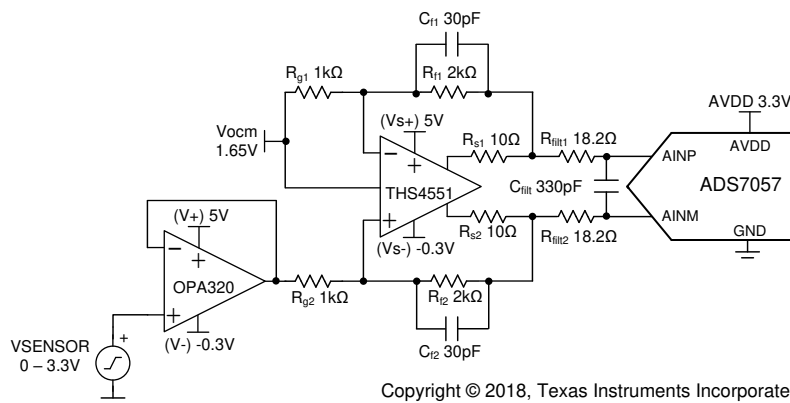 Cf1 30pF
Rg1 1kΩ
Rf1 2kΩ
AVDD 3.3V
Vocm
1.65V
(Vs+) 5V
Rs1 10Ω
Rfilt1 18.2Ω
AVDD
AINP
THS4551
Cfilt 330pF
ADS7057
AINM
(V+) 5V
(Vs-) -0.3V
Rs2 10Ω
Rfilt2 18.2Ω
GND
OPA320
Rg2 1kΩ
Rf2 2kΩ
VSENSOR
0 – 3.3V
(V-) -0.3V
Cf2 30pF
Copyright © 2018, Texas Instruments Incorporate